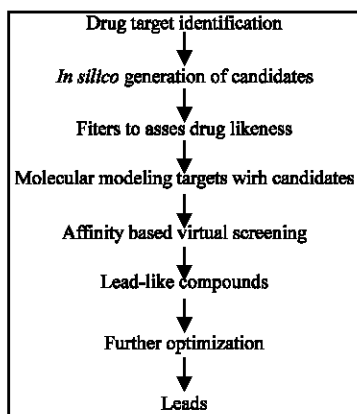 Drug target identification
In silico generation of candidates
Fiters to asses drug likeness
Molecular modeling targets wirh candidates
Affinity based virtual screening
Lead-like compounds
Further optimization
Leads